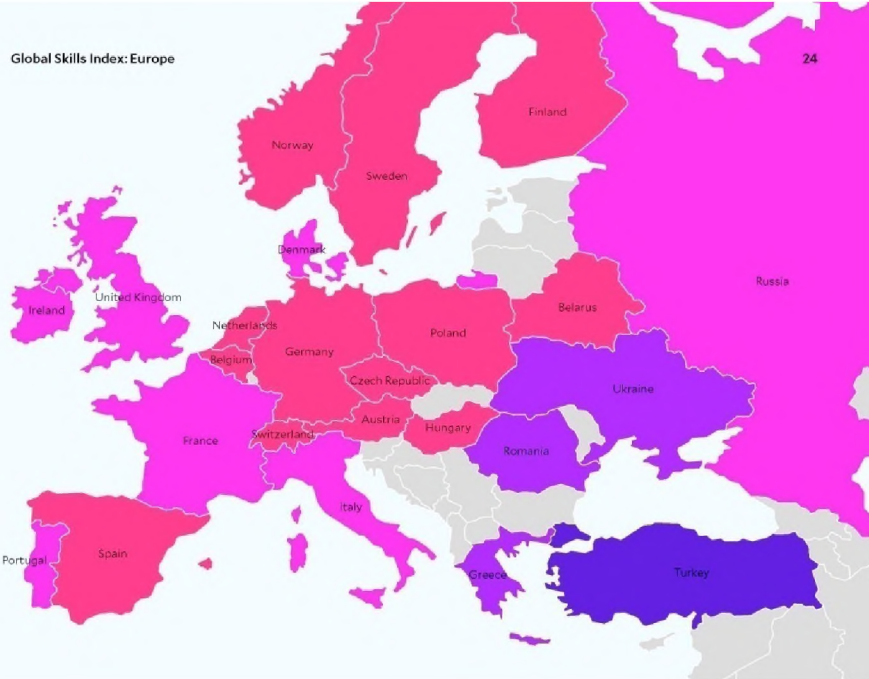 Global Skills Index: Europe
24
Finland
Norway
Sweden
Denmark
Russia
Ireland
United Kingdom
Belarus
Netherlands
Poland
Germany
Belgium
Czech Republic
Ukraine
Austria
Hungary
Switzerland
France
Romania
Italy
Spain
Portugal
Turkey
Greece